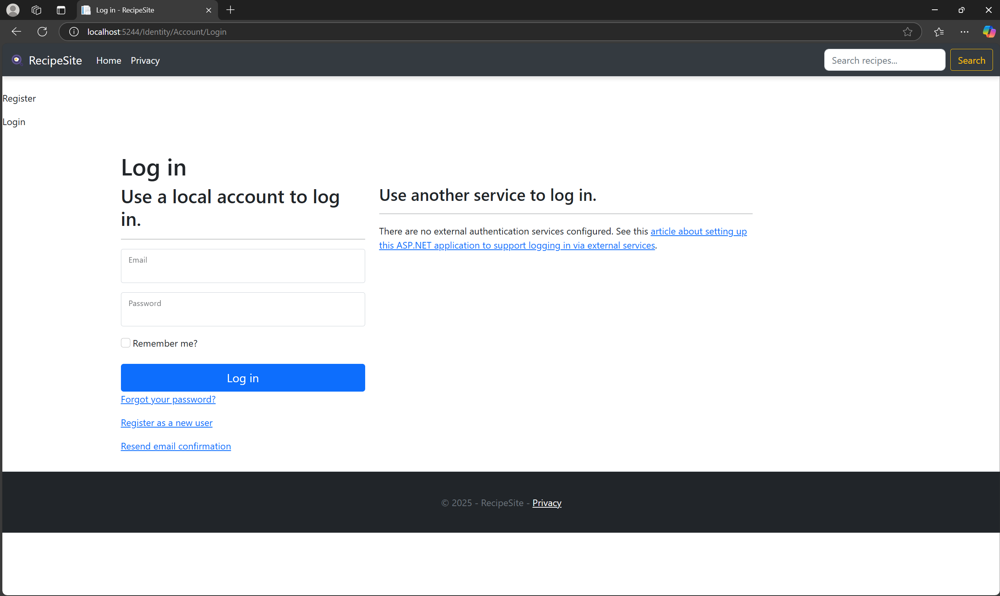 Log in - RecipeSite
localhost:5244/Identity/Account/Login
RecipeSite Home Privacy Search recipes... Search
Register
Login
Log in
Use a local account to log
in.
Email
Password
Remember me?
Log in
Forgot your password?
Register as a new user
Resend email confirmation
Use another service to log in.
There are no external authentication services configured. See this article about setting up
this ASP.NET application to support logging in via external services.
© 2025 - RecipeSite - Privacy